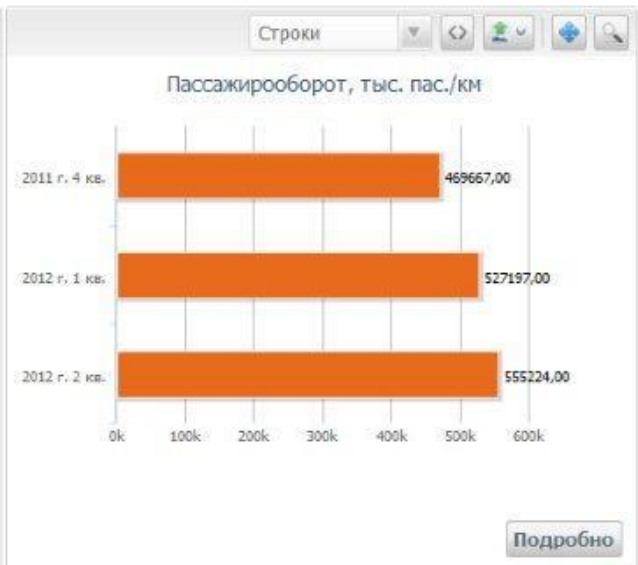 Строки
Пассажирооборот, тыс. пас./км
2011 г. 4 кв.
469667,00
2012 г. 1 кв.
527197,00
2012 г. 2 кв.
555224,00
0k 100k 200k 300k 400k 500k 600k
Подробно